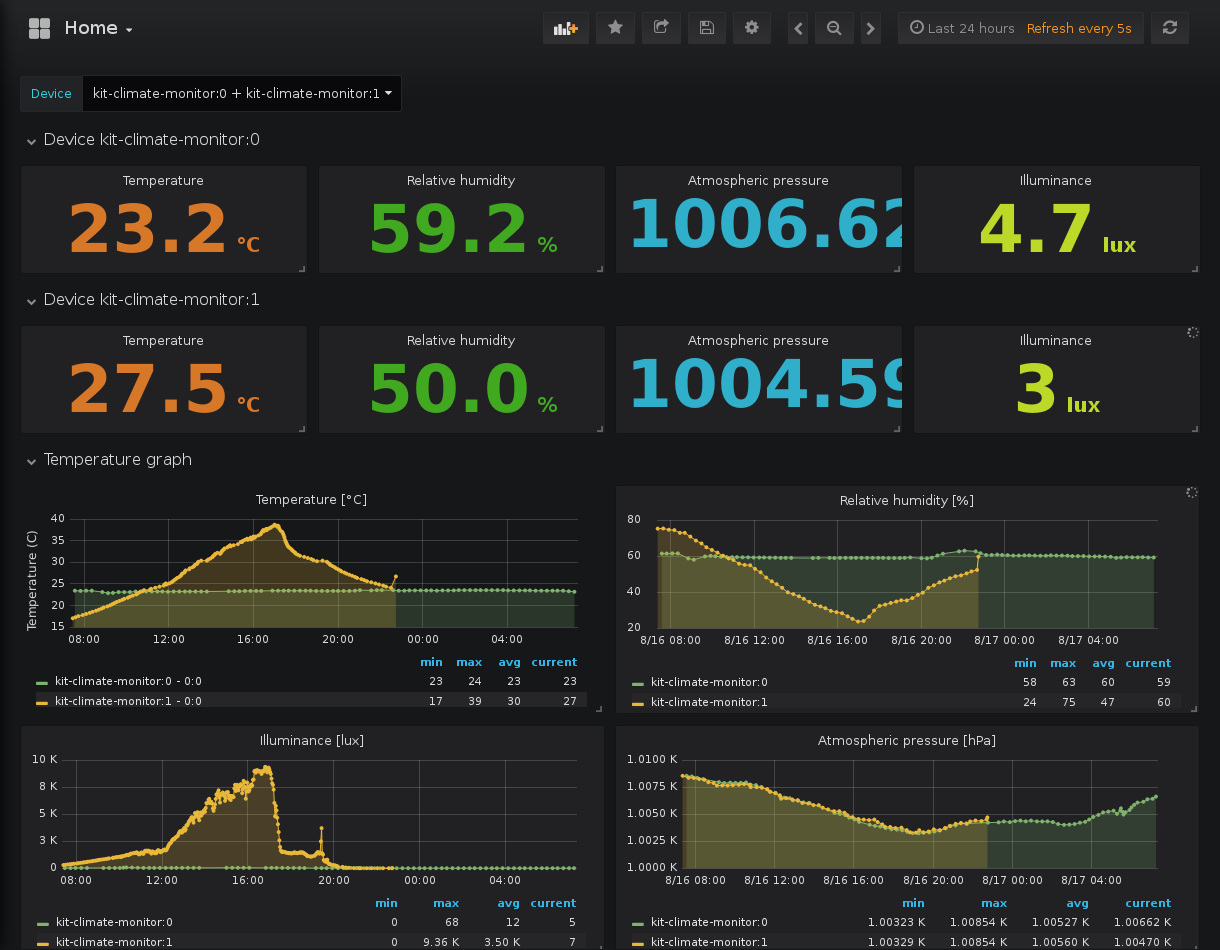 Home
Last 24 hours Refresh every 5s
Device kit-climate-monitor:0 + kit-climate-monitor:1
Device kit-climate-monitor:0
Temperature Relative humidity Atmospheric pressure Illuminance
23.2 °C 59.2 % 1006.62 4.7 lux
Device kit-climate-monitor:1
Temperature Relative humidity Atmospheric pressure Illuminance
27.5 °C 50.0 % 1004.59 3 lux
Temperature graph
Temperature [°C]
Temperature (C)
40
35
30
25
20
15
08:00 12:00 16:00 20:00 00:00 04:00
min max avg current
kit-climate-monitor:0 - 0:0 23 24 23 23
kit-climate-monitor:1 - 0:0 17 39 30 27
Relative humidity [%]
80
60
40
20
8/16 08:00 8/16 12:00 8/16 16:00 8/16 20:00 8/17 00:00 8/17 04:00
min max avg current
kit-climate-monitor:0 58 63 60 59
kit-climate-monitor:1 24 75 47 60
Illuminance [lux]
10 K
8 K
5 K
3 K
0
08:00 12:00 16:00 20:00 00:00 04:00
min max avg current
kit-climate-monitor:0 0 68 12 5
kit-climate-monitor:1 0 9.36 K 3.50 K 7
Atmospheric pressure [hPa]
1.0100 K
1.0075 K
1.0050 K
1.0025 K
1.0000 K
8/16 08:00 8/16 12:00 8/16 16:00 8/16 20:00 8/17 00:00 8/17 04:00
min max avg current
kit-climate-monitor:0 1.00323 K 1.00854 K 1.00527 K 1.00662 K
kit-climate-monitor:1 1.00329 K 1.00854 K 1.00560 K 1.00470 K